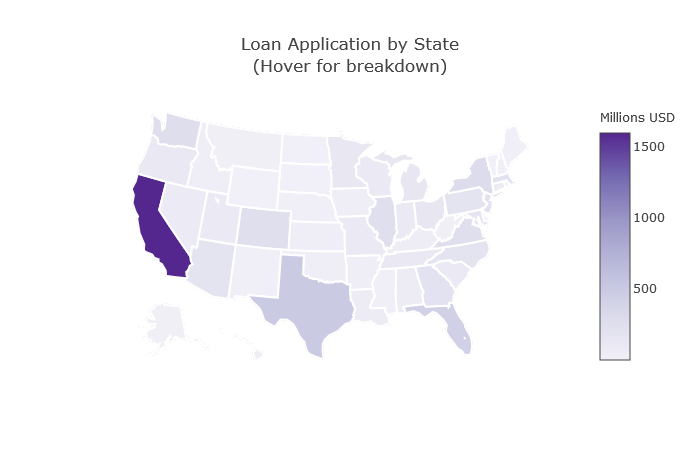 Loan Application by State
(Hover for breakdown)
Millions USD
1500
1000
500